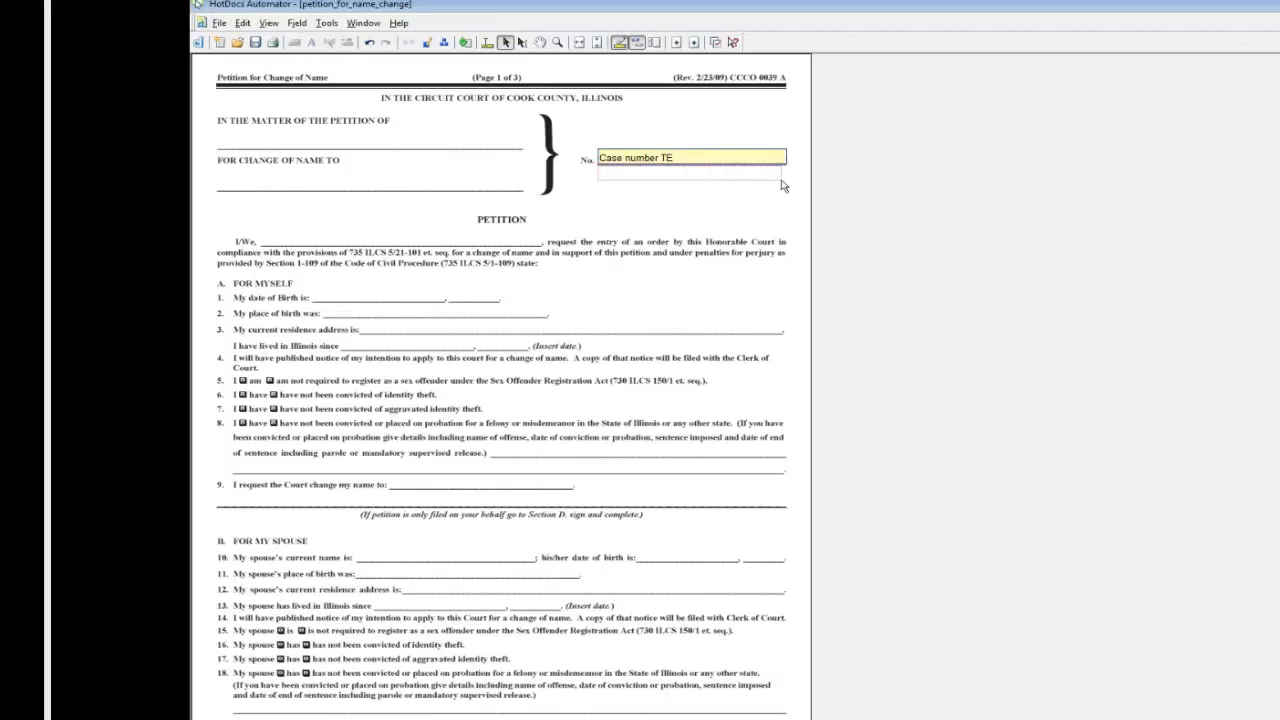 HotDocs Automator - [petition_for_name_change]
File Edit View Field Tools Window Help
Petition for Change of Name (Page 1 of 3) (Rev. 2/23/09) CCCO 0039 A
IN THE CIRCUIT COURT OF COOK COUNTY, ILLINOIS
IN THE MATTER OF THE PETITION OF
No. Case number TE
FOR CHANGE OF NAME TO
PETITION
I/We, ______, request the entry of an order by this Honorable Court in
compliance with the provisions of 735 ILCS 5/21-101 et. seq. for a change of name and in support of this petition and under penalties for perjury as
provided by Section 1-109 of the Code of Civil Procedure (735 ILCS 5/1-109) state:
A. FOR MYSELF
1. My date of Birth is: ______, ______.
2. My place of birth was: ______.
3. My current residence address is:______.
I have lived in Illinois since ______, ______. (Insert date.)
4. I will have published notice of my intention to apply to this court for a change of name. A copy of that notice will be filed with the Clerk of
Court.
5. I am am not required to register as a sex offender under the Sex Offender Registration Act (730 ILCS 150/1 et. seq.).
6. I have have not been convicted of identity theft.
7. I have have not been convicted of aggravated identity theft.
8. I have have not been convicted or placed on probation for a felony or misdemeanor in the State of Illinois or any other state. (If you have
been convicted or placed on probation give details including name of offense, date of conviction or probation, sentence imposed and date of end
of sentence including parole or mandatory supervised release.) ______
9. I request the Court change my name to: ______.
(If petition is only filed on your behalf go to Section D. sign and complete.)
B. FOR MY SPOUSE
10. My spouse's current name is: ______; his/her date of birth is:______, ______.
11. My spouse's place of birth was:______.
12. My spouse's current residence address is:______.
13. My spouse has lived in Illinois since ______, ______. (Insert date.)
14. I will have published notice of my intention to apply to this Court for a change of name. A copy of that notice will be filed with Clerk of Court.
15. My spouse is is not required to register as a sex offender under the Sex Offender Registration Act (730 ILCS 150/1 et. seq.).
16. My spouse has has not been convicted of identity theft.
17. My spouse has has not been convicted of aggravated identity theft.
18. My spouse has has not been convicted or placed on probation for a felony or misdemeanor in the State of Illinois or any other state.
(If you have been convicted or placed on probation give details including name of offense, date of conviction or probation, sentence imposed
and date of end of sentence including parole or mandatory supervised release.)